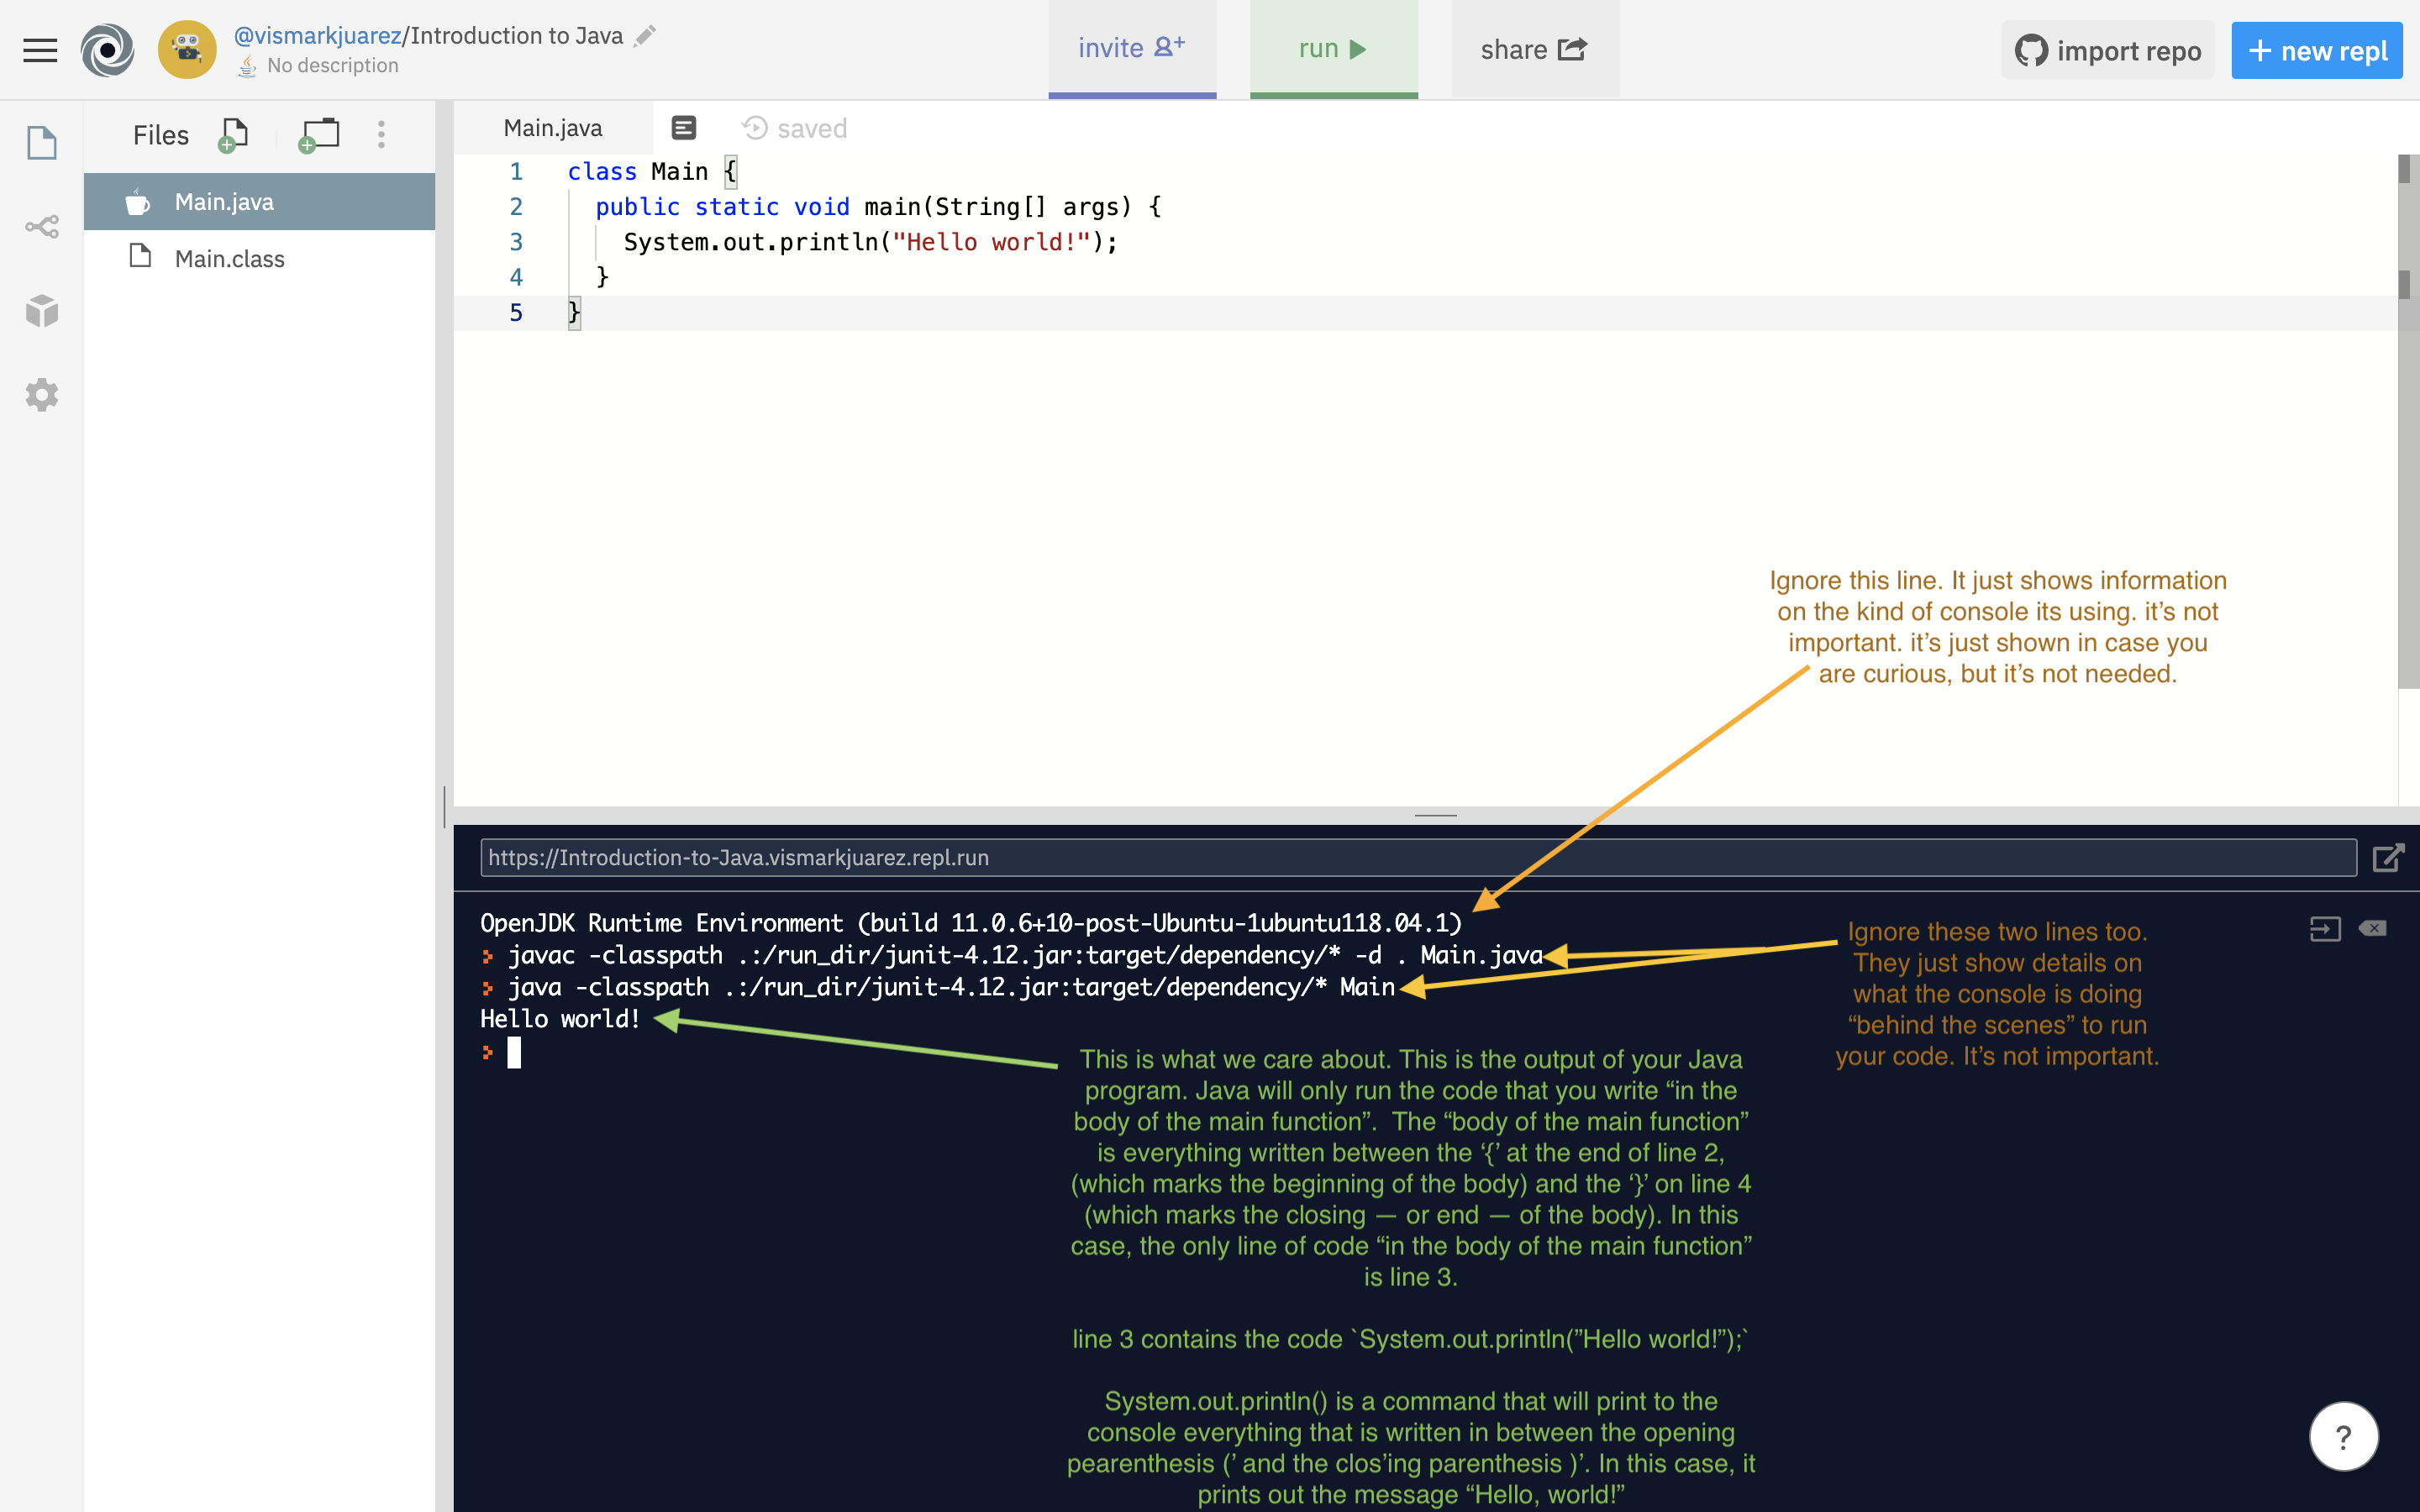 @vismarkjuarez/Introduction to Java
No description
invite
run
share
import repo
+ new repl
Files
Main.java
Main.class
Main.java
saved
1 class Main {
2 public static void main(String[] args) {
3 System.out.println("Hello world!");
4 }
5 }
Ignore this line. It just shows information
on the kind of console its using. it’s not
important. it’s just shown in case you
are curious, but it’s not needed.
https://Introduction-to-Java.vismarkjuarez.repl.run
OpenJDK Runtime Environment (build 11.0.6+10-post-Ubuntu-1ubuntu118.04.1)
javac -classpath .:/run_dir/junit-4.12.jar:target/dependency/* -d . Main.java
java -classpath .:/run_dir/junit-4.12.jar:target/dependency/* Main
Hello world!
Ignore these two lines too.
They just show details on
what the console is doing
“behind the scenes” to run
your code. It’s not important.
This is what we care about. This is the output of your Java
program. Java will only run the code that you write “in the
body of the main function”.  The “body of the main function”
is everything written between the ‘{’ at the end of line 2,
(which marks the beginning of the body) and the ‘}’ on line 4
(which marks the closing — or end — of the body). In this
case, the only line of code “in the body of the main function”
is line 3.
line 3 contains the code `System.out.println(”Hello world!”);`
System.out.println() is a command that will print to the
console everything that is written in between the opening
pearenthesis (’ and the clos’ing parenthesis )’. In this case, it
prints out the message “Hello, world!”
?